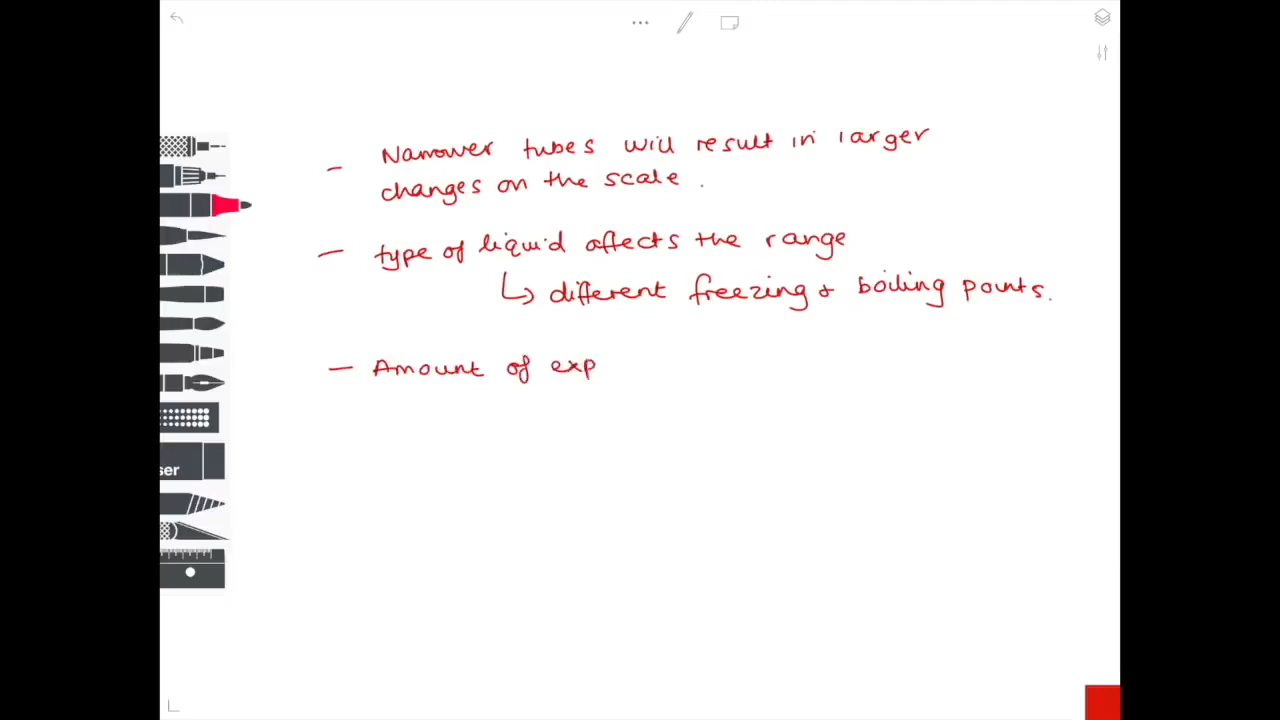 - Narrower tubes will result in larger
changes on the scale.
- type of liquid affects the range
↳ different freezing + boiling points.
- Amount of exp
ser